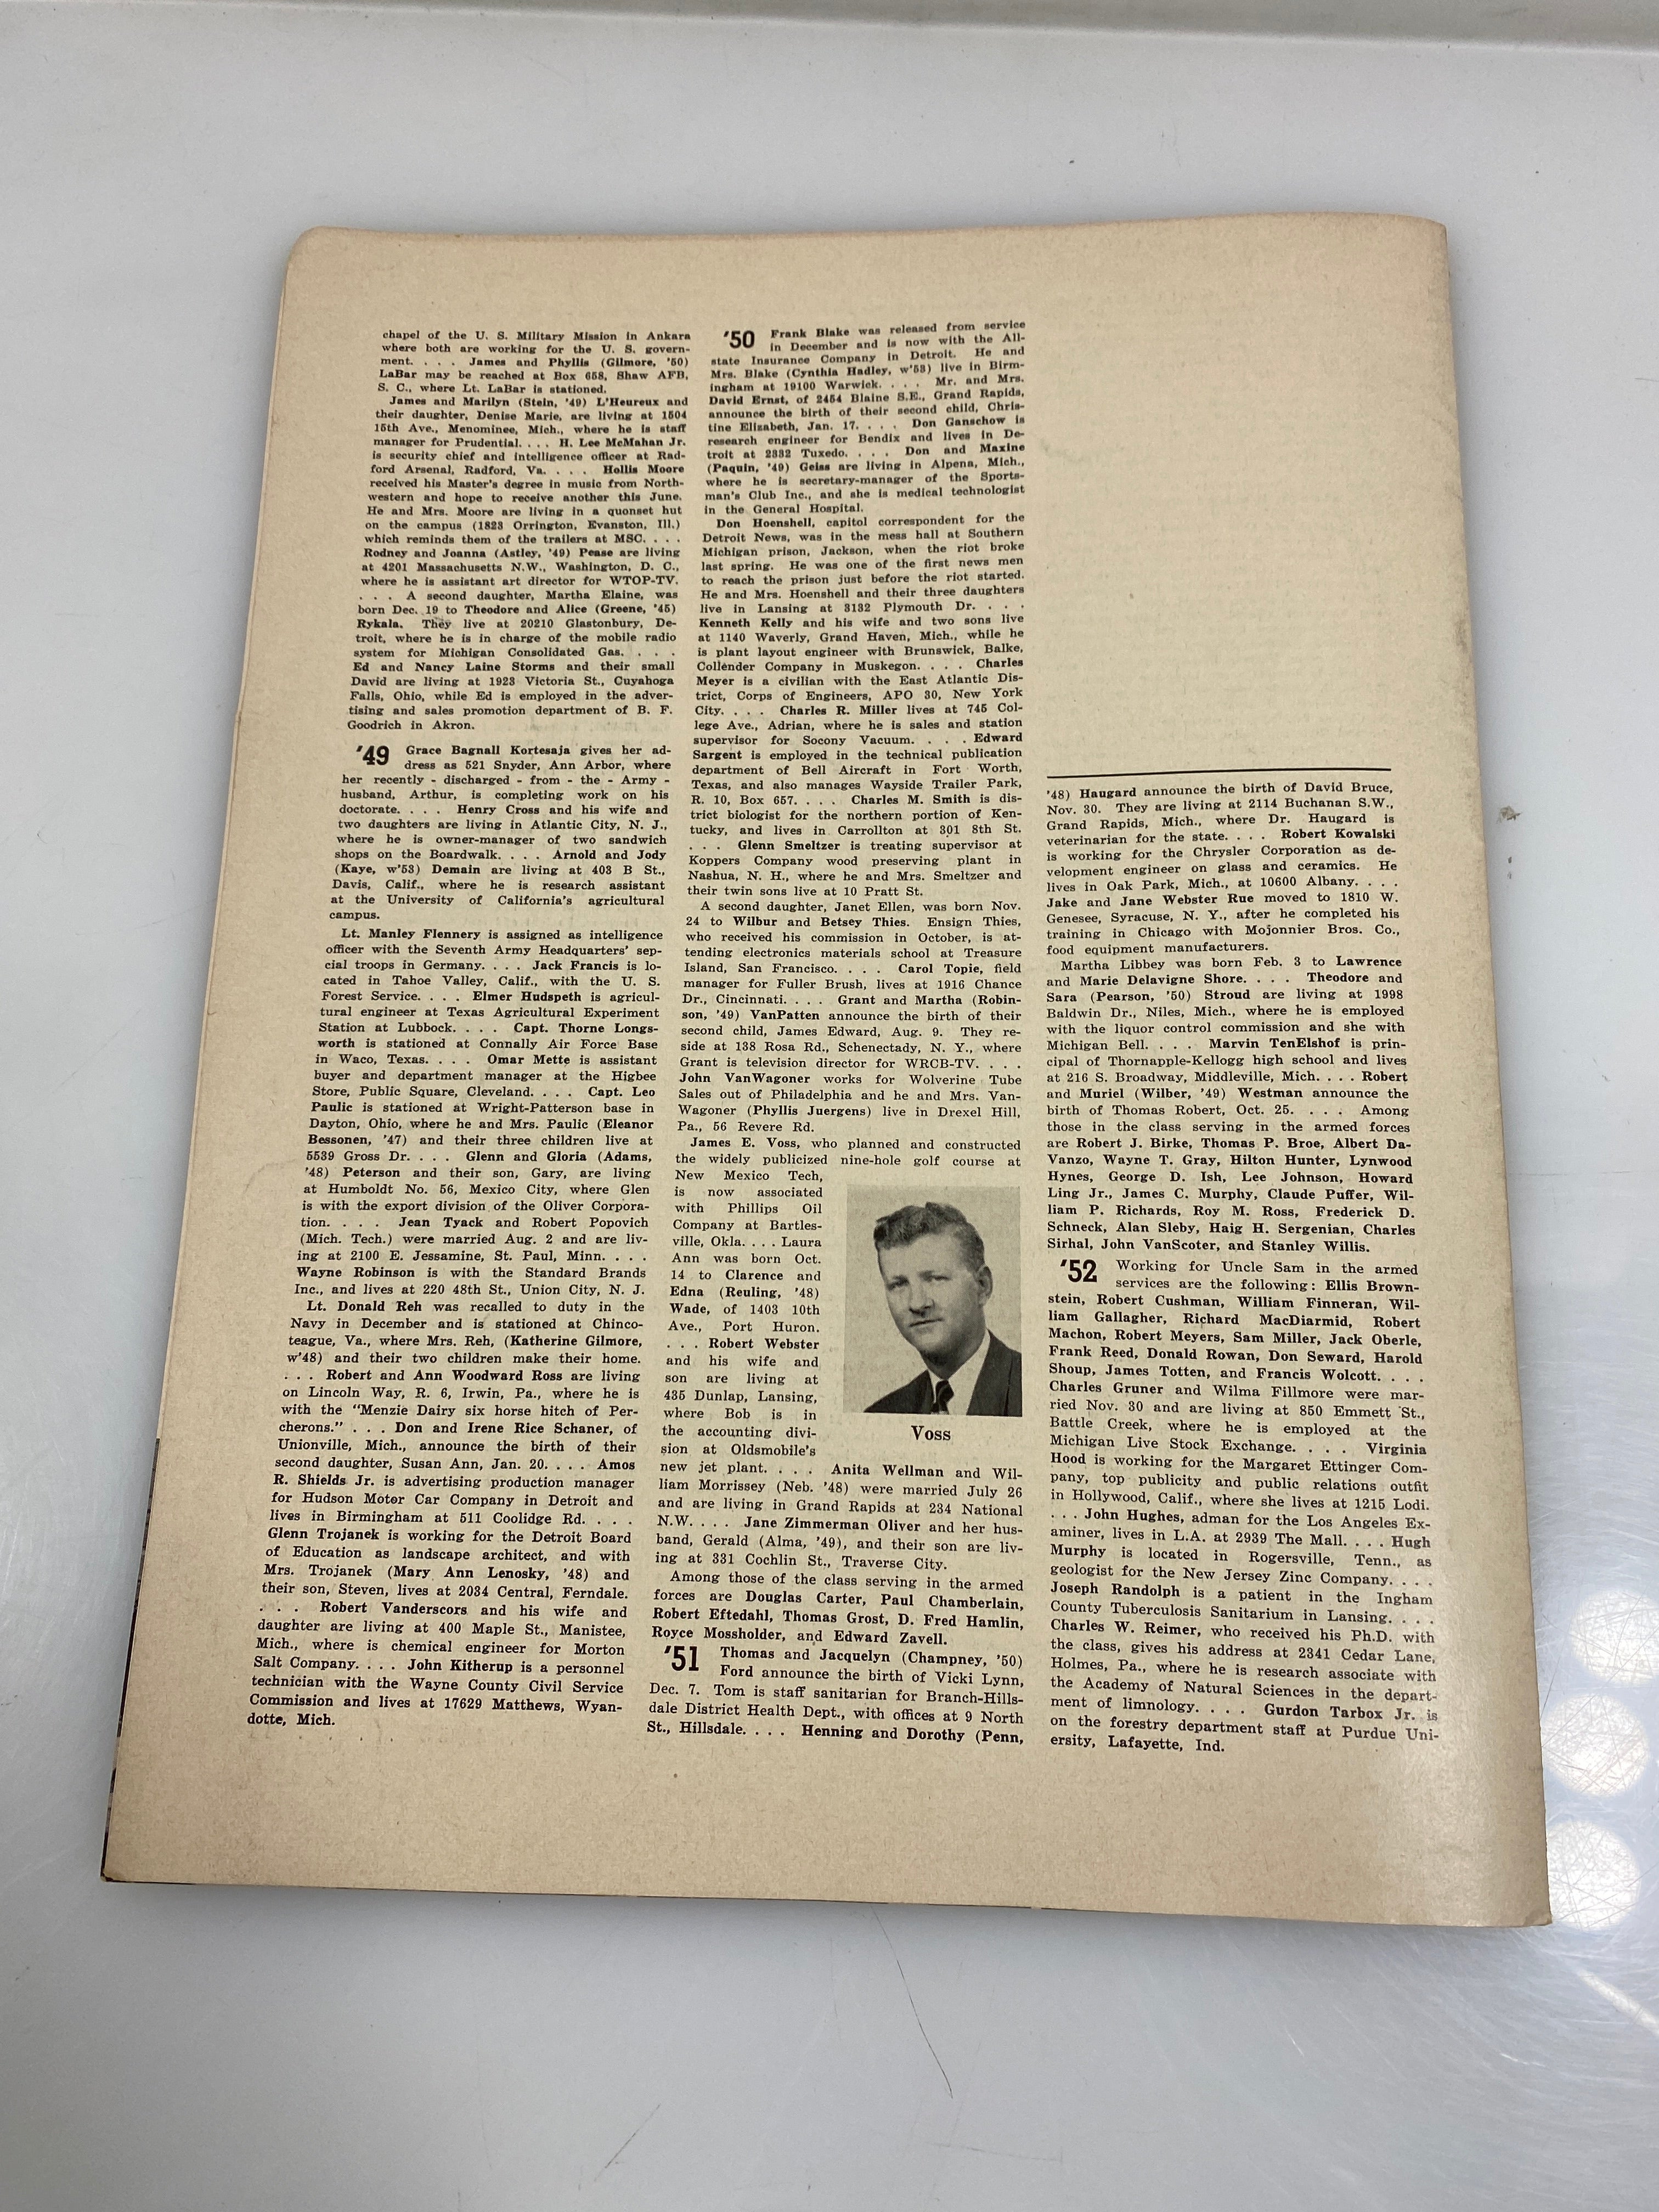 chapel of the U. S. Military Mission in Ankara
where both are working for the U. S. govern-
ment. . . . James and Phyllis (Gilmore, '50)
LaBar may be reached at Box 658, Shaw AFB,
S. C., where Lt. LaBar is stationed.
James and Marilyn (Stein, '49) L'Heureux and
their daughter, Denise Marie, are living at 1504
15th Ave., Menominee, Mich., where he is staff
manager for Prudential. . . . H. Lee McMahan Jr.
is security chief and intelligence officer at Rad-
ford Arsenal, Radford, Va. . . . Hollis Moore
received his Master's degree in music from North-
western and hope to receive another this June.
He and Mrs. Moore are living in a quonset hut
on the campus (1823 Orrington, Evanston, Ill.)
which reminds them of the trailers at MSC. . . .
Rodney and Joanna (Astley, '49) Pease are living
at 4201 Massachusetts N.W., Washington, D. C.,
where he is assistant art director for WTOP-TV.
. . . A second daughter, Martha Elaine, was
born Dec. 19 to Theodore and Alice (Greene, '45)
Rykala. They live at 20210 Glastonbury, De-
troit, where he is in charge of the mobile radio
system for Michigan Consolidated Gas. . . .
Ed and Nancy Laine Storms and their small
David are living at 1923 Victoria St., Cuyahoga
Falls, Ohio, while Ed is employed in the adver-
tising and sales promotion department of B. F.
Goodrich in Akron.
'49 Grace Bagnall Kortesaja gives her ad-
dress as 521 Snyder, Ann Arbor, where
her recently - discharged - from - the - Army -
husband, Arthur, is completing work on his
doctorate. . . . Henry Cross and his wife and
two daughters are living in Atlantic City, N. J.,
where he is owner-manager of two sandwich
shops on the Boardwalk. . . . Arnold and Jody
(Kaye, w'53) Demain are living at 403 B St.,
Davis, Calif., where he is research assistant
at the University of California's agricultural
campus.
Lt. Manley Flennery is assigned as intelligence
officer with the Seventh Army Headquarters' sep-
cial troops in Germany. . . . Jack Francis is lo-
cated in Tahoe Valley, Calif., with the U. S.
Forest Service. . . . Elmer Hudspeth is agricul-
tural engineer at Texas Agricultural Experiment
Station at Lubbock. . . . Capt. Thorne Longs-
worth is stationed at Connally Air Force Base
in Waco, Texas. . . . Omar Mette is assistant
buyer and department manager at the Higbee
Store, Public Square, Cleveland. . . . Capt. Leo
Paulic is stationed at Wright-Patterson base in
Dayton, Ohio, where he and Mrs. Paulic (Eleanor
Bessonen, '47) and their three children live at
5539 Gross Dr. . . . Glenn and Gloria (Adams,
'48) Peterson and their son, Gary, are living
at Humboldt No. 56, Mexico City, where Glen
is with the export division of the Oliver Corpora-
tion. . . . Jean Tyack and Robert Popovich
(Mich. Tech.) were married Aug. 2 and are liv-
ing at 2100 E. Jessamine, St. Paul, Minn. . . .
Wayne Robinson is with the Standard Brands
Inc., and lives at 220 48th St., Union City, N. J.
Lt. Donald Reh was recalled to duty in the
Navy in December and is stationed at Chinco-
teague, Va., where Mrs. Reh, (Katherine Gilmore,
w'48) and their two children make their home.
. . . Robert and Ann Woodward Ross are living
on Lincoln Way, R. 6, Irwin, Pa., where he is
with the "Menzie Dairy six horse hitch of Per-
cherons." . . . Don and Irene Rice Schaner, of
Unionville, Mich., announce the birth of their
second daughter, Susan Ann, Jan. 20. . . . Amos
R. Shields Jr. is advertising production manager
for Hudson Motor Car Company in Detroit and
lives in Birmingham at 511 Coolidge Rd. . . .
Glenn Trojanek is working for the Detroit Board
of Education as landscape architect, and with
Mrs. Trojanek (Mary Ann Lenosky, '48) and
their son, Steven, lives at 2034 Central, Ferndale.
. . . Robert Vanderscors and his wife and
daughter are living at 400 Maple St., Manistee,
Mich., where is chemical engineer for Morton
Salt Company. . . . John Kitherup is a personnel
technician with the Wayne County Civil Service
Commission and lives at 17629 Matthews, Wyan-
dotte, Mich.
'50 Frank Blake was released from service
in December and is now with the All-
state Insurance Company in Detroit. He and
Mrs. Blake (Cynthia Hadley, w'53) live in Birm-
ingham at 19100 Warwick. . . . Mr. and Mrs.
David Ernst, of 2454 Blaine S.E., Grand Rapids,
announce the birth of their second child, Chris-
tine Elizabeth, Jan. 17. . . . Don Ganschow is
research engineer for Bendix and lives in De-
troit at 2332 Tuxedo. . . . Don and Maxine
(Paquin, '49) Geiss are living in Alpena, Mich.,
where he is secretary-manager of the Sports-
man's Club Inc., and she is medical technologist
in the General Hospital.
Don Hoenshell, capitol correspondent for the
Detroit News, was in the mess hall at Southern
Michigan prison, Jackson, when the riot broke
last spring. He was one of the first news men
to reach the prison just before the riot started.
He and Mrs. Hoenshell and their three daughters
live in Lansing at 3132 Plymouth Dr. . . .
Kenneth Kelly and his wife and two sons live
at 1140 Waverly, Grand Haven, Mich., while he
is plant layout engineer with Brunswick, Balke,
Collender Company in Muskegon. . . . Charles
Meyer is a civilian with the East Atlantic Dis-
trict, Corps of Engineers, APO 30, New York
City. . . . Charles R. Miller lives at 745 Col-
lege Ave., Adrian, where he is sales and station
supervisor for Socony Vacuum. . . . Edward
Sargent is employed in the technical publication
department of Bell Aircraft in Fort Worth,
Texas, and also manages Wayside Trailer Park,
R. 10, Box 657. . . . Charles M. Smith is dis-
trict biologist for the northern portion of Ken-
tucky, and lives in Carrollton at 301 8th St.
. . . Glenn Smeltzer is treating supervisor at
Koppers Company wood preserving plant in
Nashua, N. H., where he and Mrs. Smeltzer and
their twin sons live at 10 Pratt St.
A second daughter, Janet Ellen, was born Nov.
24 to Wilbur and Betsey Thies. Ensign Thies,
who received his commission in October, is at-
tending electronics materials school at Treasure
Island, San Francisco. . . . Carol Topie, field
manager for Fuller Brush, lives at 1916 Chance
Dr., Cincinnati. . . . Grant and Martha (Robin-
son, '49) VanPatten announce the birth of their
second child, James Edward, Aug. 9. They re-
side at 138 Rosa Rd., Schenectady, N. Y., where
Grant is television director for WRCB-TV. . . .
John VanWagoner works for Wolverine Tube
Sales out of Philadelphia and he and Mrs. Van-
Wagoner (Phyllis Juergens) live in Drexel Hill,
Pa., 56 Revere Rd.
James E. Voss, who planned and constructed
the widely publicized nine-hole golf course at
New Mexico Tech,
is now associated
with Phillips Oil
Company at Bartles-
ville, Okla. . . . Laura
Ann was born Oct.
14 to Clarence and
Edna (Reuling, '48)
Wade, of 1403 10th
Ave., Port Huron.
. . . Robert Webster
and his wife and
son are living at
435 Dunlap, Lansing,
where Bob is in
the accounting divi-
sion at Oldsmobile's
Voss
new jet plant. . . . Anita Wellman and Wil-
liam Morrissey (Neb. '48) were married July 26
and are living in Grand Rapids at 234 National
N.W. . . . Jane Zimmerman Oliver and her hus-
band, Gerald (Alma, '49), and their son are liv-
ing at 331 Cochlin St., Traverse City.
Among those of the class serving in the armed
forces are Douglas Carter, Paul Chamberlain,
Robert Eftedahl, Thomas Grost, D. Fred Hamlin,
Royce Mossholder, and Edward Zavell.
'51 Thomas and Jacquelyn (Champney, '50)
Ford announce the birth of Vicki Lynn,
Dec. 7. Tom is staff sanitarian for Branch-Hills-
dale District Health Dept., with offices at 9 North
St., Hillsdale. . . . Henning and Dorothy (Penn,
'48) Haugard announce the birth of David Bruce,
Nov. 30. They are living at 2114 Buchanan S.W.,
Grand Rapids, Mich., where Dr. Haugard is
veterinarian for the state. . . . Robert Kowalski
is working for the Chrysler Corporation as de-
velopment engineer on glass and ceramics. He
lives in Oak Park, Mich., at 10600 Albany. . . .
Jake and Jane Webster Rue moved to 1810 W.
Genesee, Syracuse, N. Y., after he completed his
training in Chicago with Mojonnier Bros. Co.,
food equipment manufacturers.
Martha Libbey was born Feb. 3 to Lawrence
and Marie Delavigne Shore. . . . Theodore and
Sara (Pearson, '50) Stroud are living at 1998
Baldwin Dr., Niles, Mich., where he is employed
with the liquor control commission and she with
Michigan Bell. . . . Marvin TenElshof is prin-
cipal of Thornapple-Kellogg high school and lives
at 216 S. Broadway, Middleville, Mich. . . . Robert
and Muriel (Wilber, '49) Westman announce the
birth of Thomas Robert, Oct. 25. . . . Among
those in the class serving in the armed forces
are Robert J. Birke, Thomas P. Broe, Albert Da-
Vanzo, Wayne T. Gray, Hilton Hunter, Lynwood
Hynes, George D. Ish, Lee Johnson, Howard
Ling Jr., James C. Murphy, Claude Puffer, Wil-
liam P. Richards, Roy M. Ross, Frederick D.
Schneck, Alan Sleby, Haig H. Sergenian, Charles
Sirhal, John VanScoter, and Stanley Willis.
'52 Working for Uncle Sam in the armed
services are the following: Ellis Brown-
stein, Robert Cushman, William Finneran, Wil-
liam Gallagher, Richard MacDiarmid, Robert
Machon, Robert Meyers, Sam Miller, Jack Oberle,
Frank Reed, Donald Rowan, Don Seward, Harold
Shoup, James Totten, and Francis Wolcott. . . .
Charles Gruner and Wilma Fillmore were mar-
ried Nov. 30 and are living at 850 Emmett St.,
Battle Creek, where he is employed at the
Michigan Live Stock Exchange. . . . Virginia
Hood is working for the Margaret Ettinger Com-
pany, top publicity and public relations outfit
in Hollywood, Calif., where she lives at 1215 Lodi.
. . . John Hughes, adman for the Los Angeles Ex-
aminer, lives in L.A. at 2939 The Mall. . . . Hugh
Murphy is located in Rogersville, Tenn., as
geologist for the New Jersey Zinc Company. . . .
Joseph Randolph is a patient in the Ingham
County Tuberculosis Sanitarium in Lansing. . . .
Charles W. Reimer, who received his Ph.D. with
the class, gives his address at 2341 Cedar Lane,
Holmes, Pa., where he is research associate with
the Academy of Natural Sciences in the depart-
ment of limnology. . . . Gurdon Tarbox Jr. is
on the forestry department staff at Purdue Uni-
ersity, Lafayette, Ind.